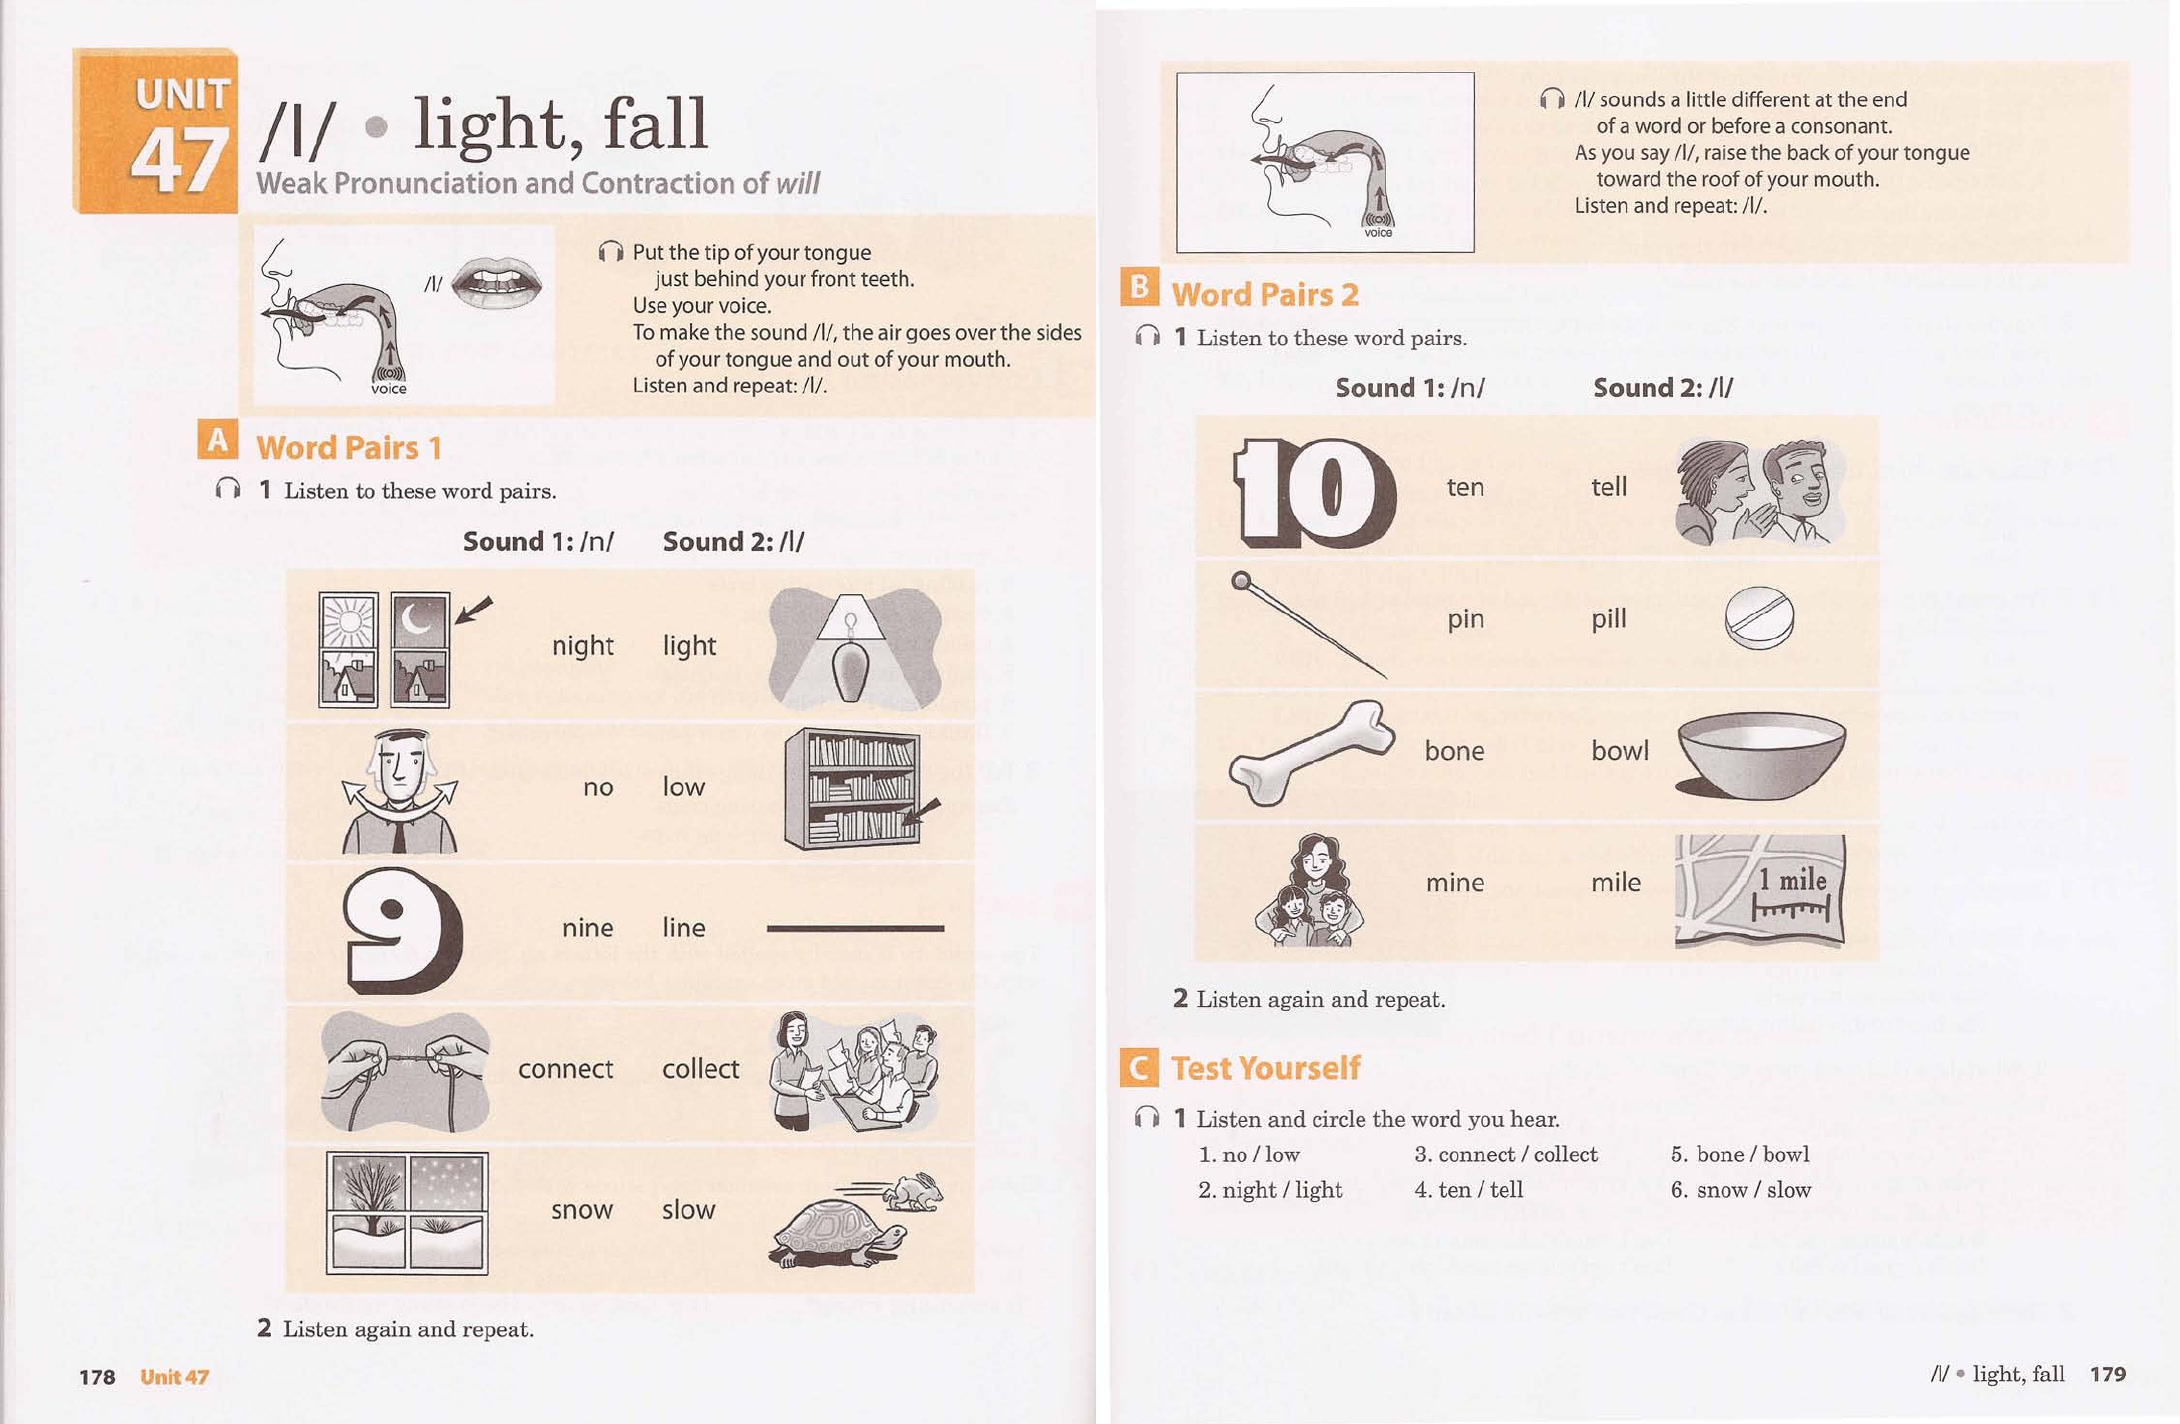 UNIT
47
/l/ • light, fall
Weak Pronunciation and Contraction of will
/l/
voice
Put the tip of your tongue
just behind your front teeth.
Use your voice.
To make the sound /l/, the air goes over the sides
of your tongue and out of your mouth.
Listen and repeat: /l/.
A Word Pairs 1
1 Listen to these word pairs.
Sound 1: /n/ Sound 2: /l/
night light
no low
9 nine line
connect collect
snow slow
2 Listen again and repeat.
178 Unit 47
voice
/l/ sounds a little different at the end
of a word or before a consonant.
As you say /l/, raise the back of your tongue
toward the roof of your mouth.
Listen and repeat: /l/.
B Word Pairs 2
1 Listen to these word pairs.
Sound 1: /n/ Sound 2: /l/
10 ten tell
pin pill
bone bowl
mine mile 1 mile
2 Listen again and repeat.
C Test Yourself
1 Listen and circle the word you hear.
1. no / low 3. connect / collect 5. bone / bowl
2. night / light 4. ten / tell 6. snow / slow
/l/ • light, fall 179